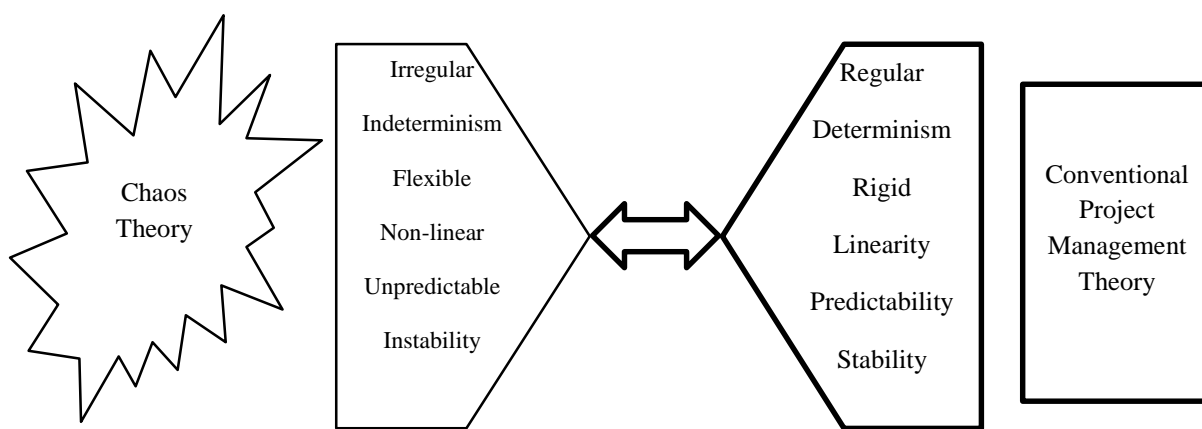 Chaos
Theory
Irregular
Indeterminism
Flexible
Non-linear
Unpredictable
Instability
Regular
Determinism
Rigid
Linearity
Predictability
Stability
Conventional
Project
Management
Theory